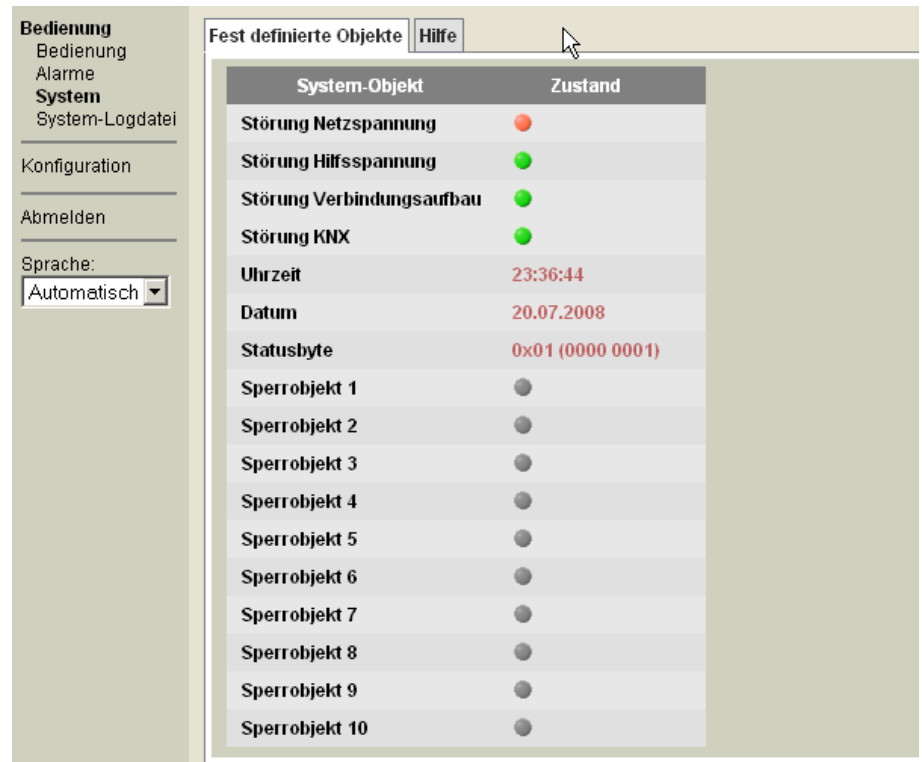 Bedienung
Bedienung
Alarme
System
System-Logdatei
Konfiguration
Abmelden
Sprache:
Automatisch
Fest definierte Objekte
Hilfe
System-Objekt Zustand
Störung Netzspannung
Störung Hilfsspannung
Störung Verbindungsaufbau
Störung KNX
Uhrzeit 23:36:44
Datum 20.07.2008
Statusbyte 0x01 (0000 0001)
Sperrobjekt 1
Sperrobjekt 2
Sperrobjekt 3
Sperrobjekt 4
Sperrobjekt 5
Sperrobjekt 6
Sperrobjekt 7
Sperrobjekt 8
Sperrobjekt 9
Sperrobjekt 10